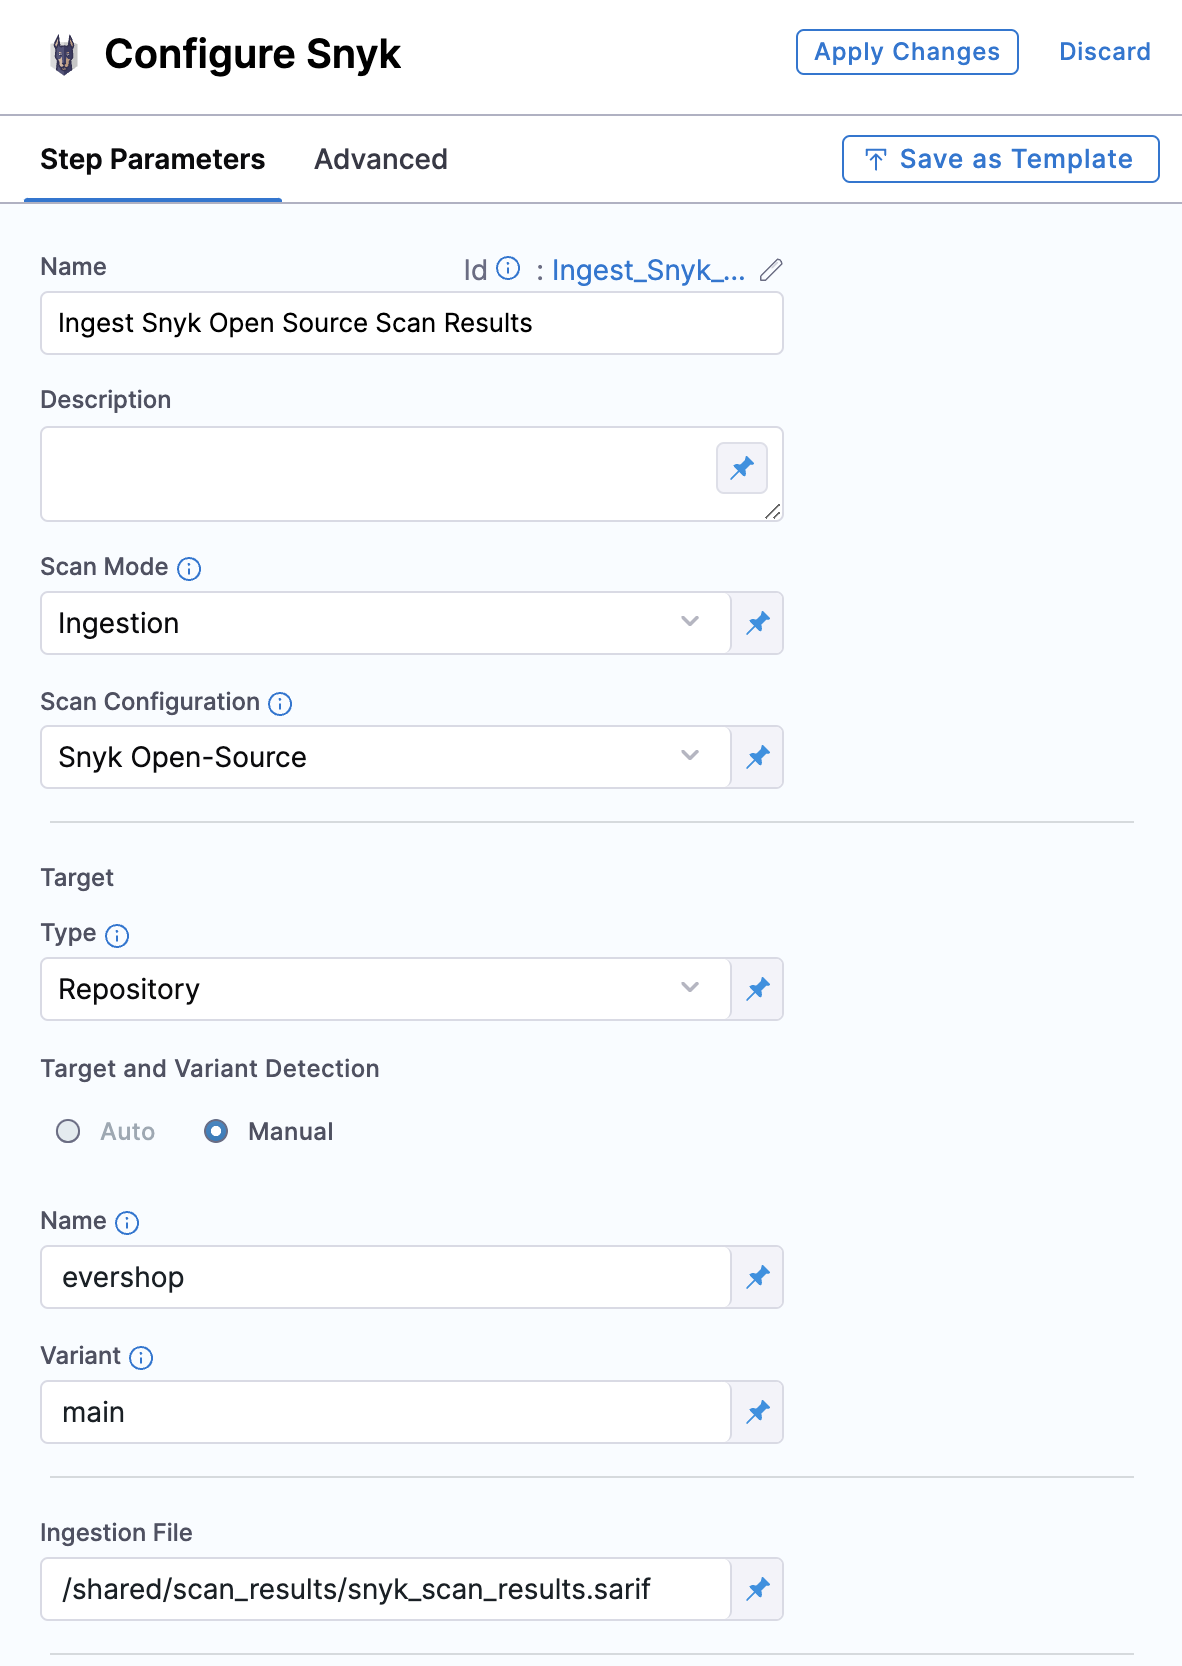 Configure Snyk
Apply Changes
Discard
Step Parameters
Advanced
Save as Template
Name
Id : Ingest_Snyk_...
Ingest Snyk Open Source Scan Results
Description
Scan Mode
Ingestion
Scan Configuration
Snyk Open-Source
Target
Type
Repository
Target and Variant Detection
Auto
Manual
Name
evershop
Variant
main
Ingestion File
/shared/scan_results/snyk_scan_results.sarif